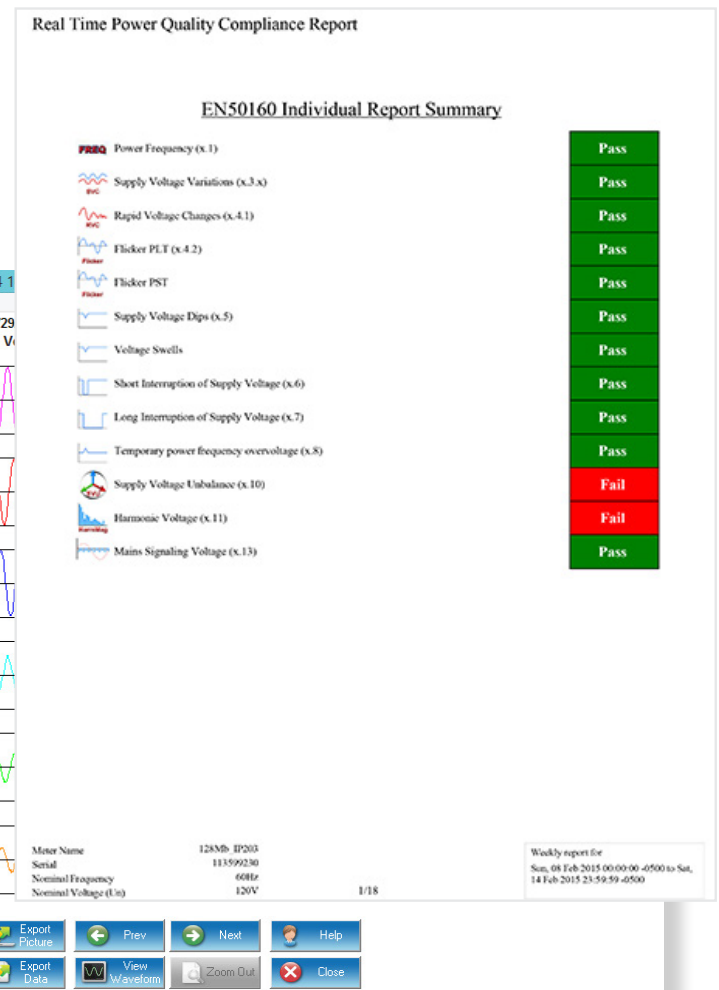 Real Time Power Quality Compliance Report
EN50160 Individual Report Summary
FREQ Power Frequency (x.1) Pass
SVC Supply Voltage Variations (x.3.x) Pass
RVC Rapid Voltage Changes (x.4.1) Pass
Flicker Flicker PLT (x.4.2) Pass
Flicker Flicker PST Pass
Supply Voltage Dips (x.5) Pass
Voltage Swells Pass
Short Interruption of Supply Voltage (x.6) Pass
Long Interruption of Supply Voltage (x.7) Pass
Temporary power frequency overvoltage (x.8) Pass
Supply Voltage Unbalance (x.10) Fail
Harmonic Voltage (x.11) Fail
Mains Signaling Voltage (x.13) Pass
Meter Name 128Mb IP203
Serial 113599230
Nominal Frequency 60Hz
Nominal Voltage (Un) 120V
1/18
Weekly report for
Sun, 08 Feb 2015 00:00:00 -0500 to Sat,
14 Feb 2015 23:59:59 -0500
Export Picture
Prev
Next
Help
Export Data
View Waveform
Zoom Out
Close